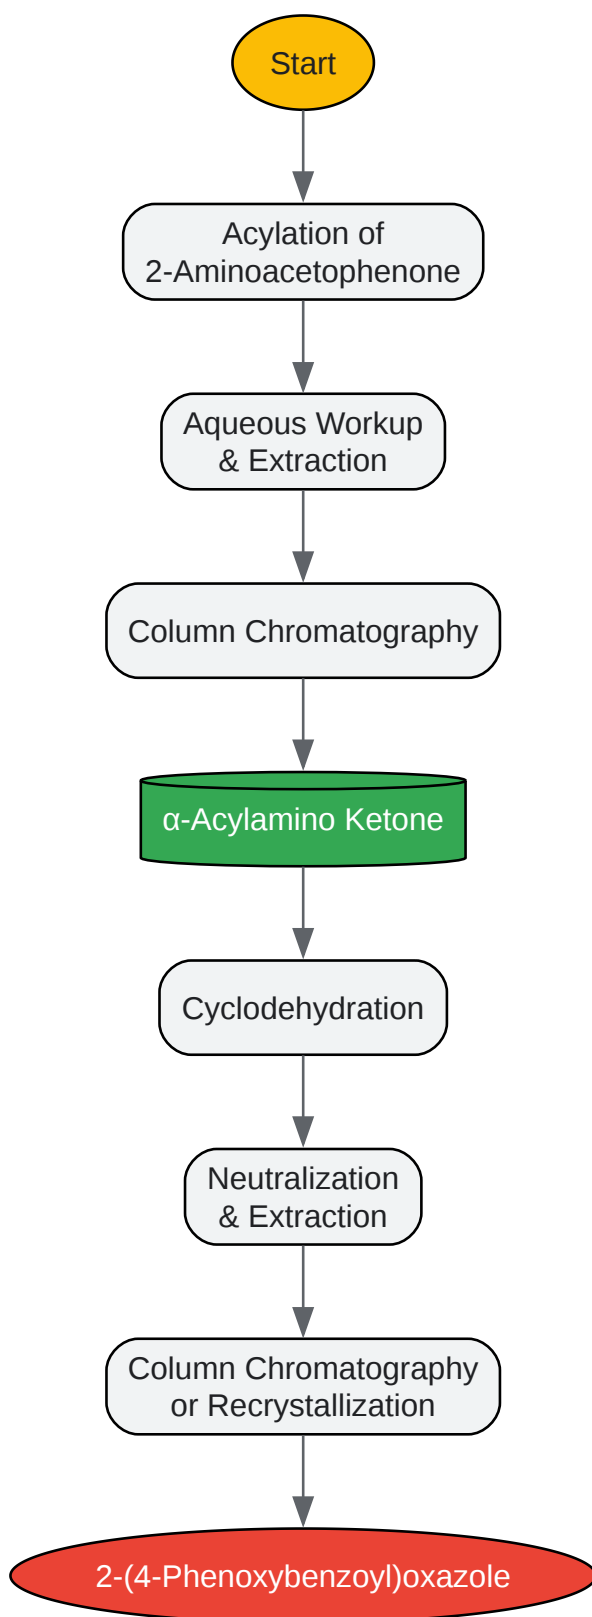 Start
Acylation of
2-Aminoacetophenone
Aqueous Workup
& Extraction
Column Chromatography
α-Acylamino Ketone
Cyclodehydration
Neutralization
& Extraction
Column Chromatography
or Recrystallization
2-(4-Phenoxybenzoyl)oxazole